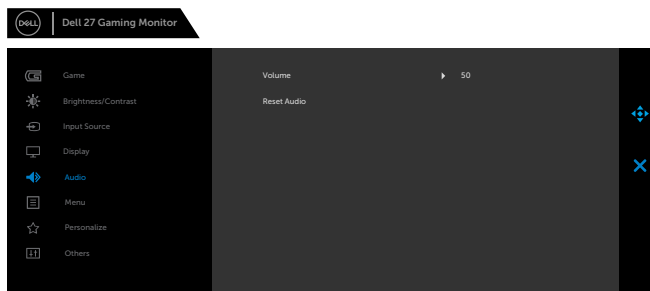 DELL
Dell 27 Gaming Monitor
Game
Brightness/Contrast
Input Source
Display
Audio
Menu
Personalize
Others
Volume 50
Reset Audio